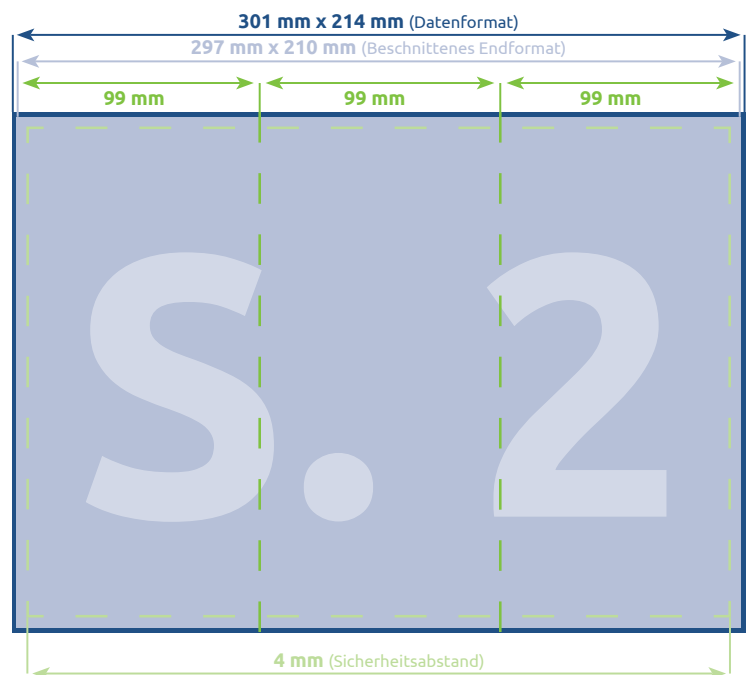 301 mm x 214 mm (Datenformat)
297 mm x 210 mm (Beschnittenes Endformat)
99 mm 99 mm 99 mm
S. 2
4 mm (Sicherheitsabstand)